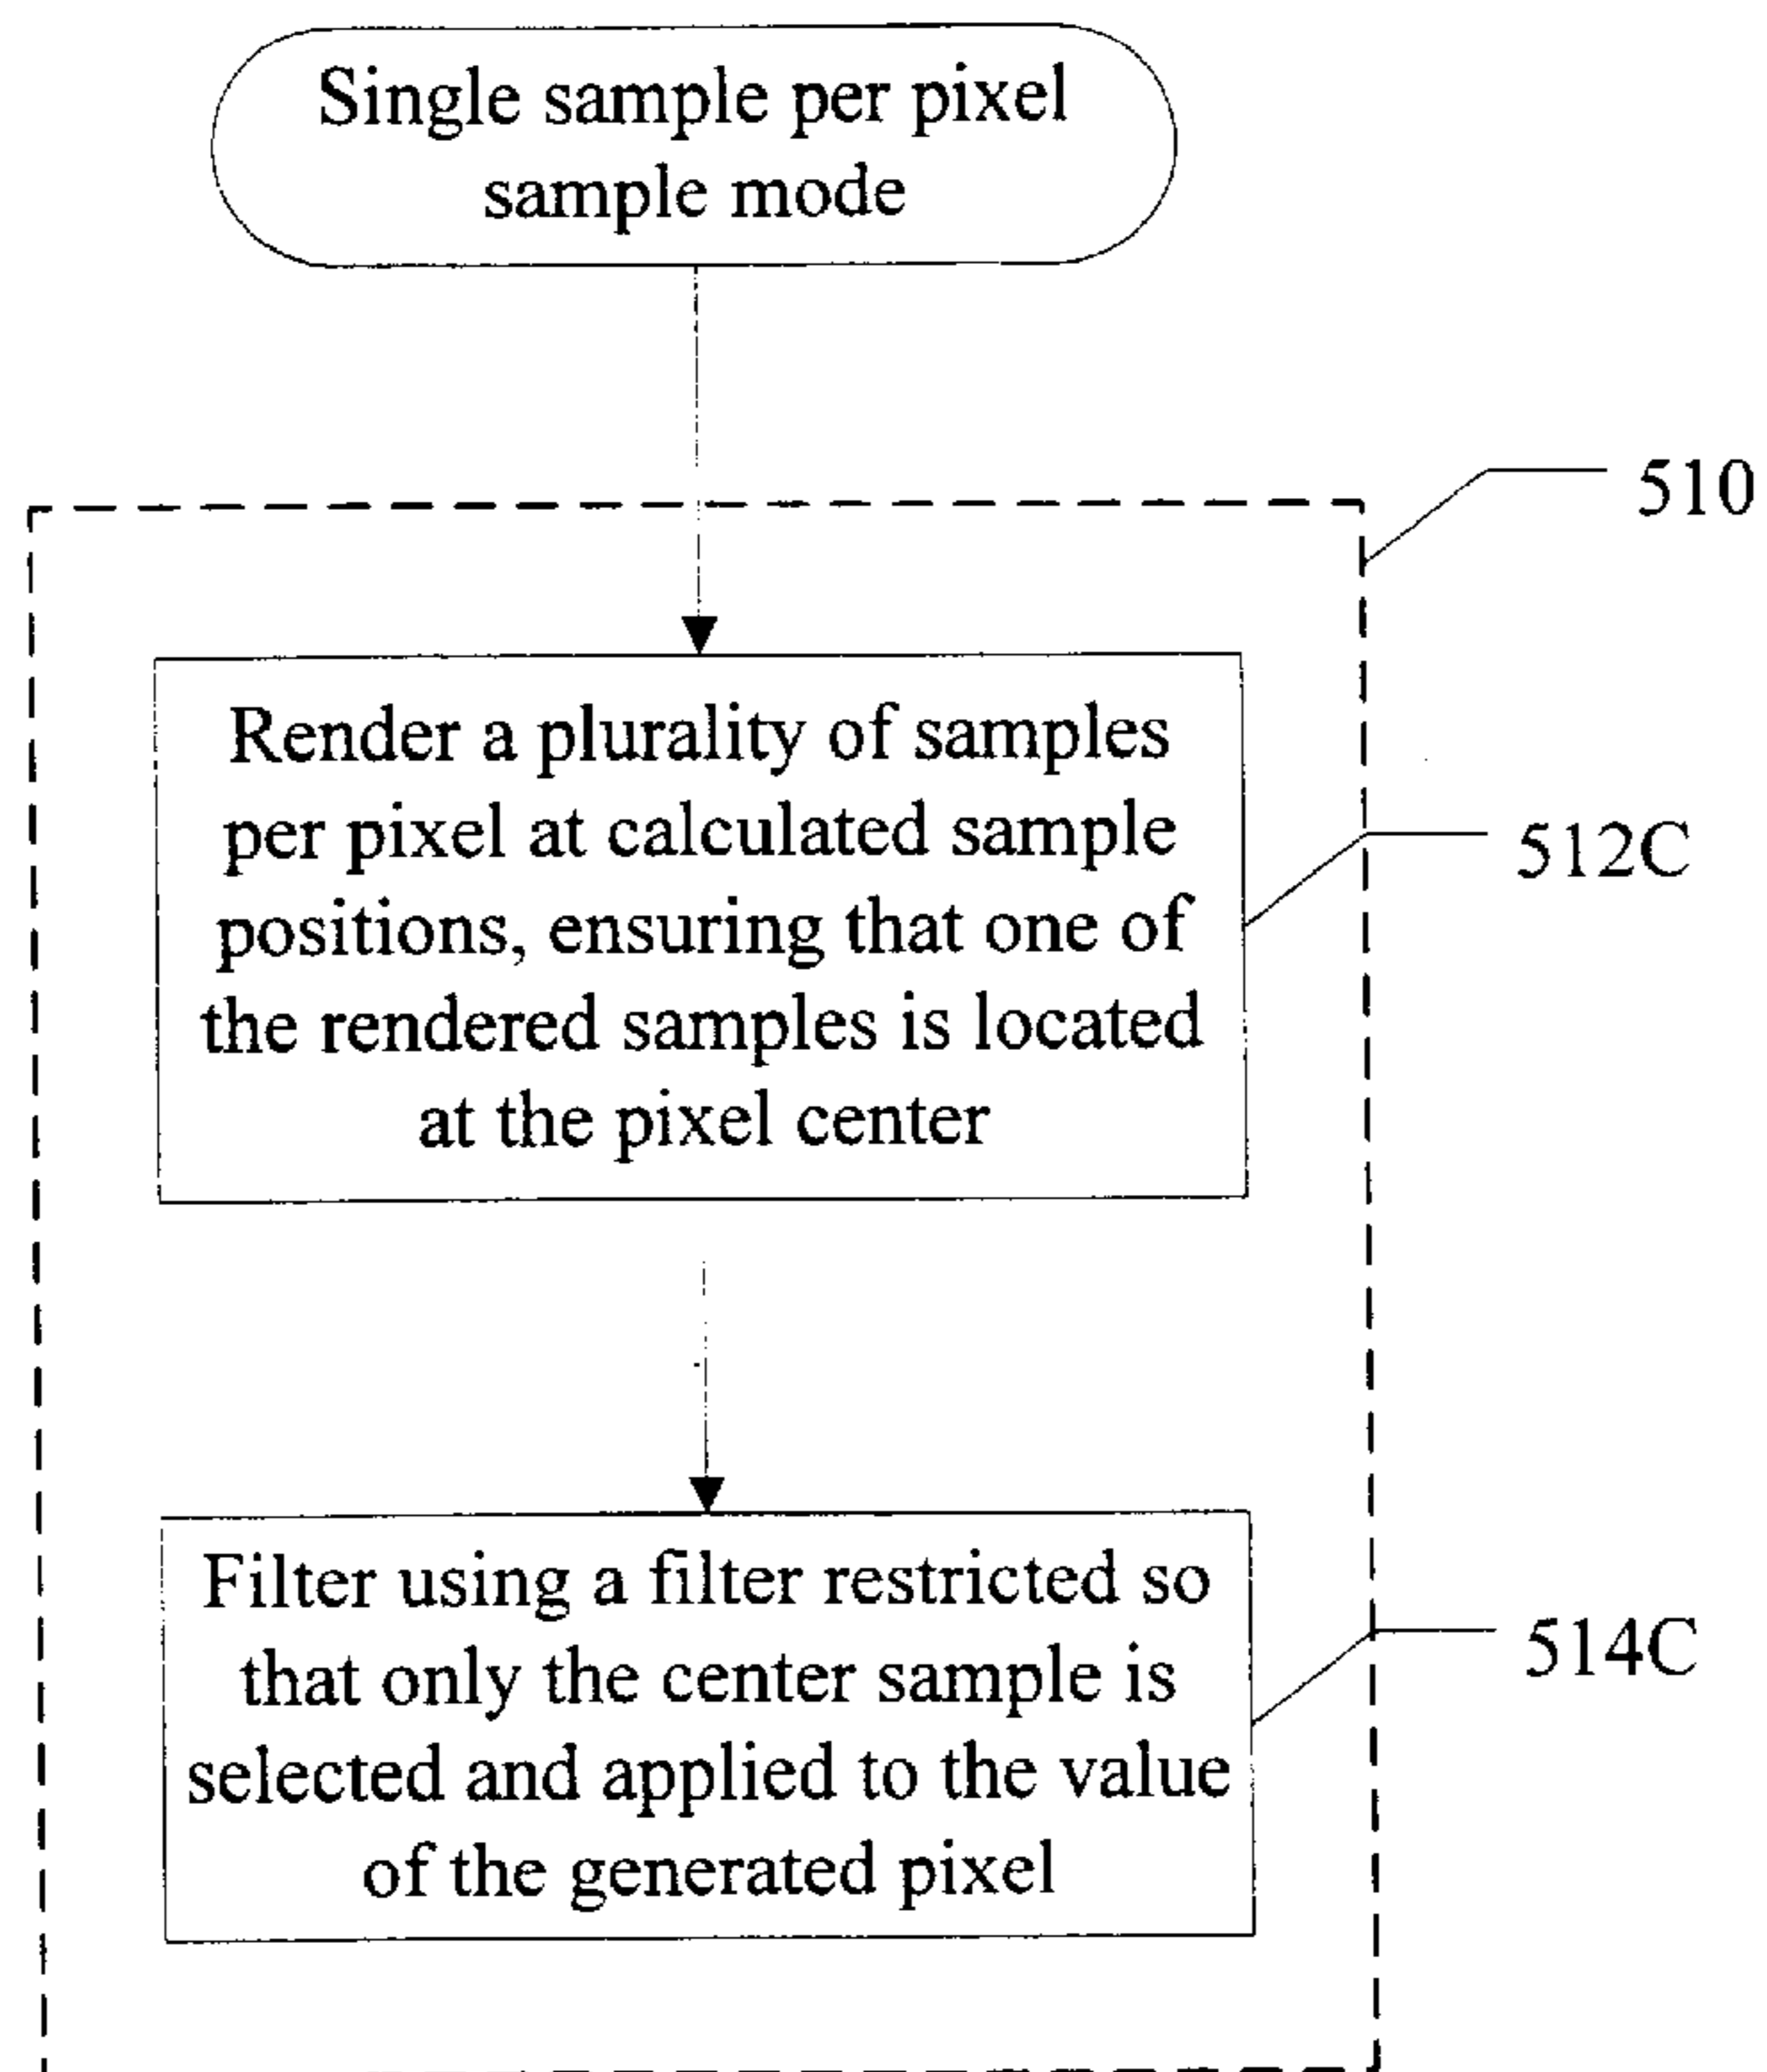 Single sample per pixel
sample mode
510
Render a plurality of samples
per pixel at calculated sample
positions, ensuring that one of
the rendered samples is located
at the pixel center
512C
Filter using a filter restricted so
that only the center sample is
selected and applied to the value
of the generated pixel
514C